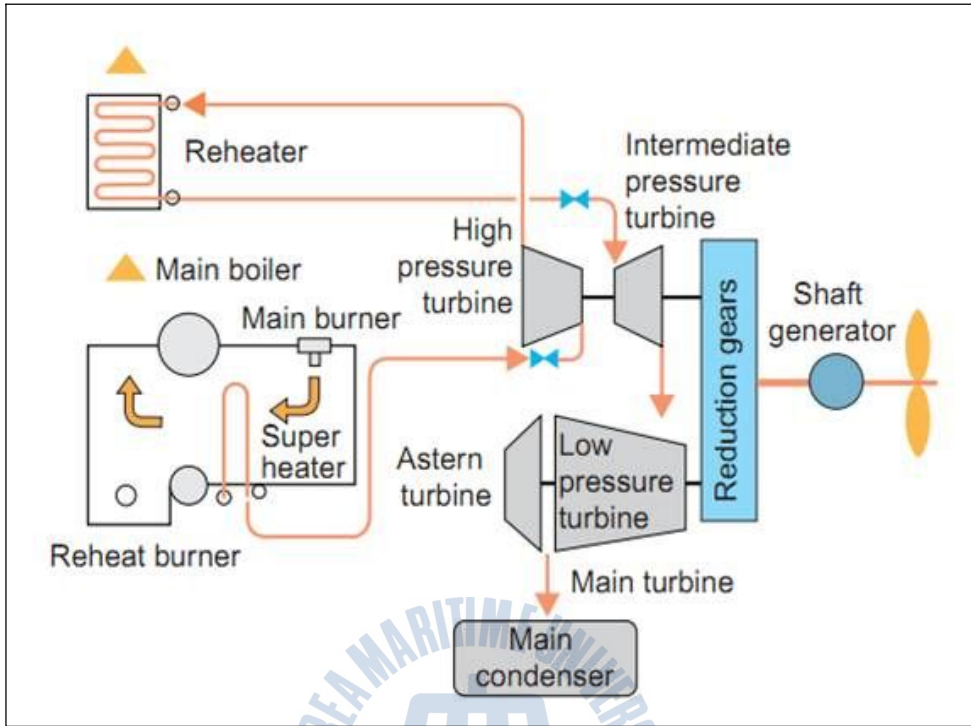 Reheater
Intermediate
pressure
turbine
High
pressure
turbine
Main boiler
Main burner
Super
heater
Reheat burner
Reduction gears
Shaft
generator
Astern
turbine
Low
pressure
turbine
Main turbine
Main
condenser